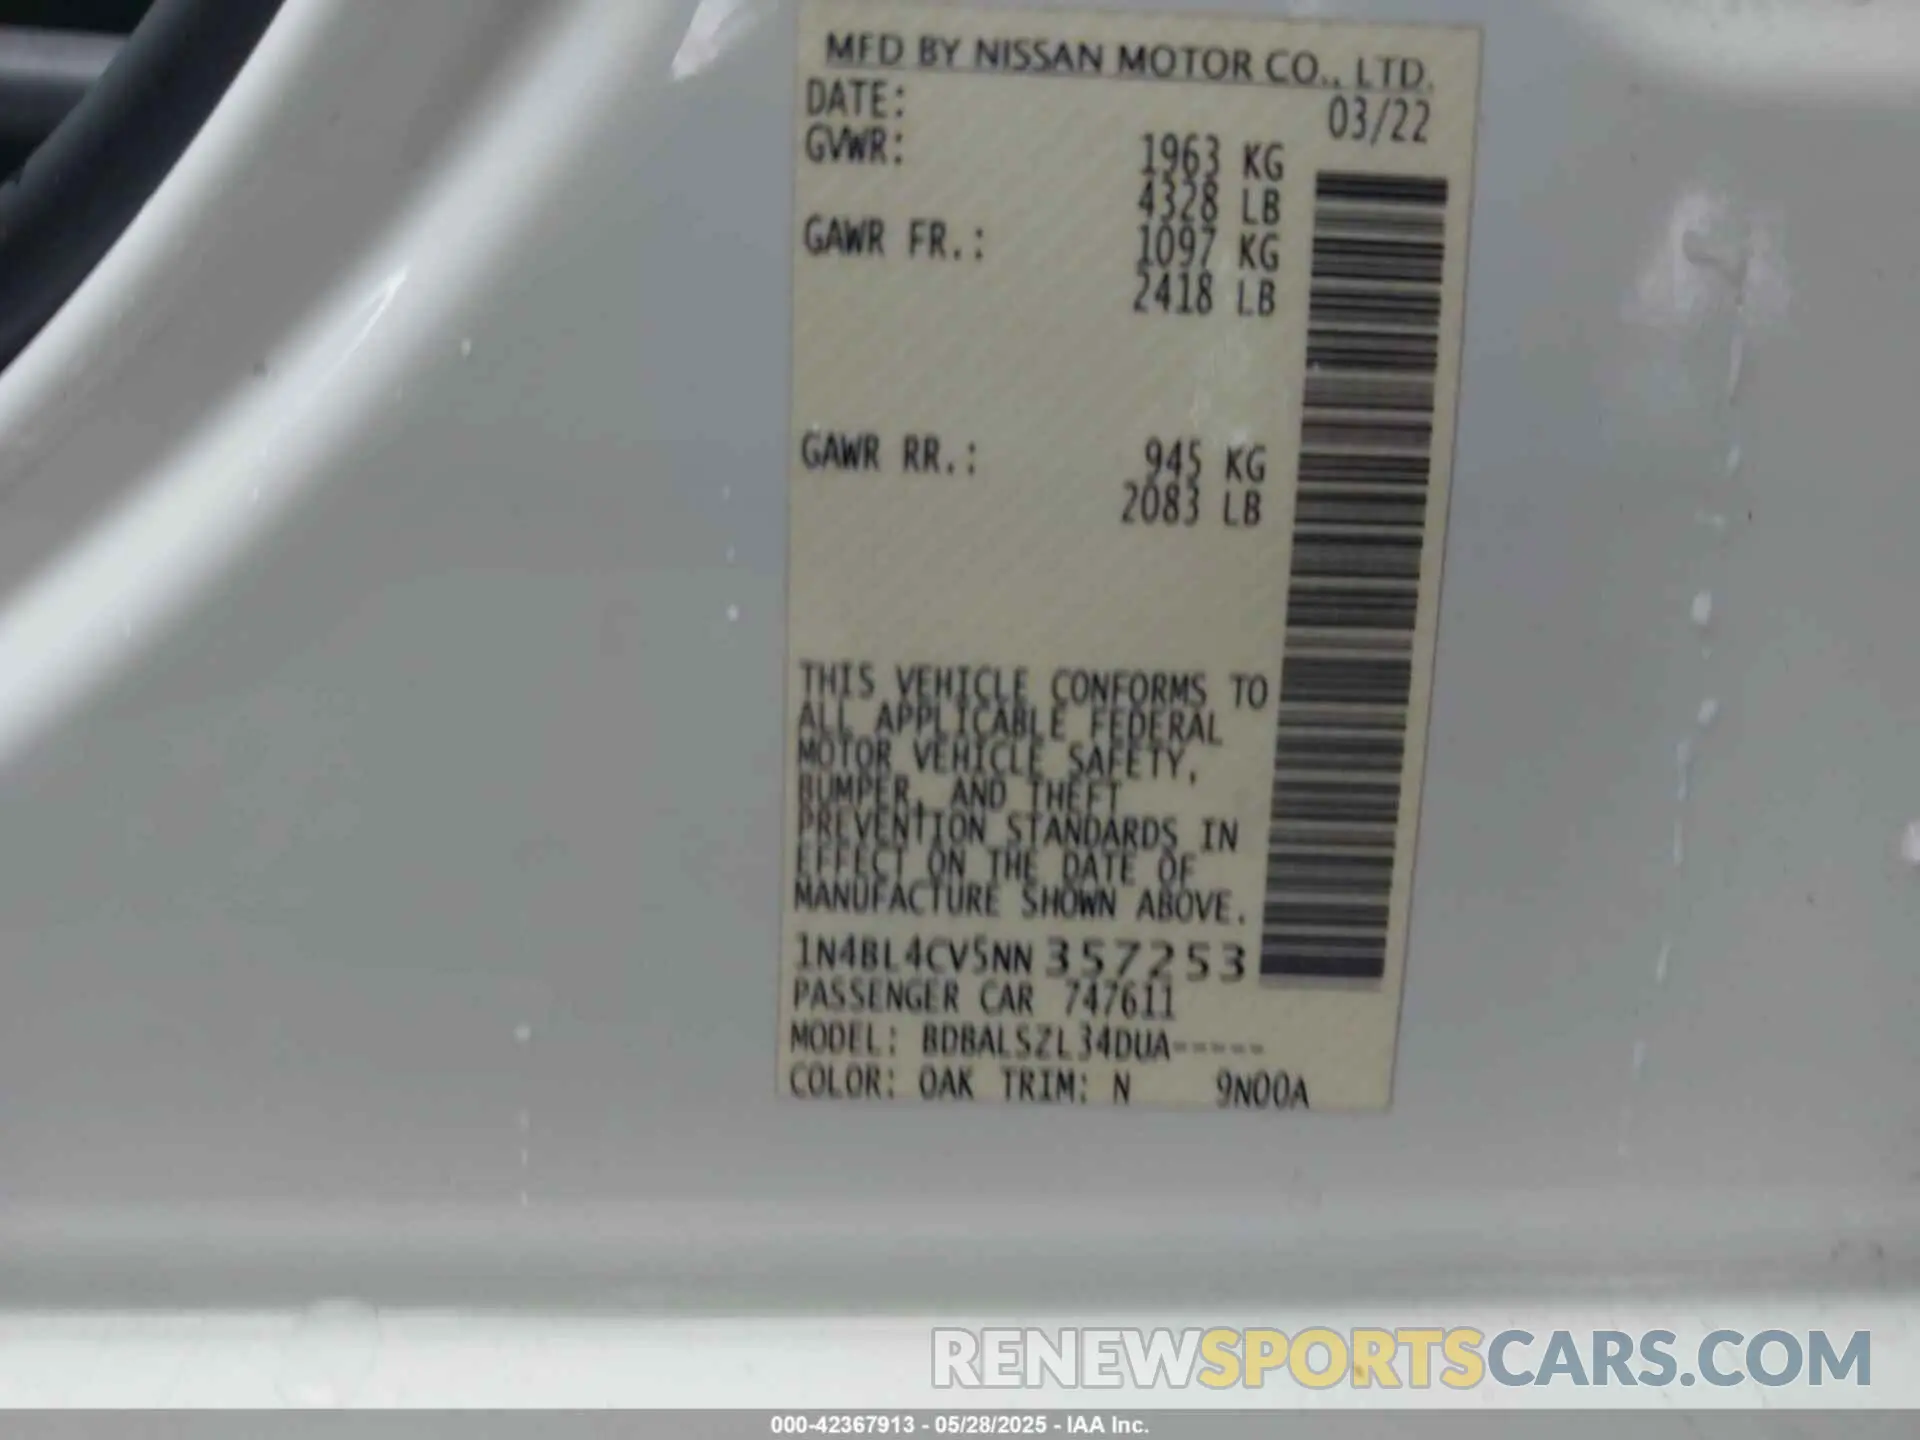 MFD BY NISSAN MOTOR CO., LTD.
DATE: 03/22
GVWR: 1963 KG
4328 LB
GAWR FR.: 1097 KG
2418 LB
GAWR RR.: 945 KG
2083 LB
THIS VEHICLE CONFORMS TO
ALL APPLICABLE FEDERAL
MOTOR VEHICLE SAFETY,
BUMPER, AND THEFT
PREVENTION STANDARDS IN
EFFECT ON THE DATE OF
MANUFACTURE SHOWN ABOVE.
1N4BL4CV5NN357253
PASSENGER CAR 747611
MODEL: BDBALSZL34DUA-----
COLOR: QAK TRIM: N 9N00A
RENEWSPORTSCARS.COM
000-42367913 - 05/28/2025 - IAA Inc.